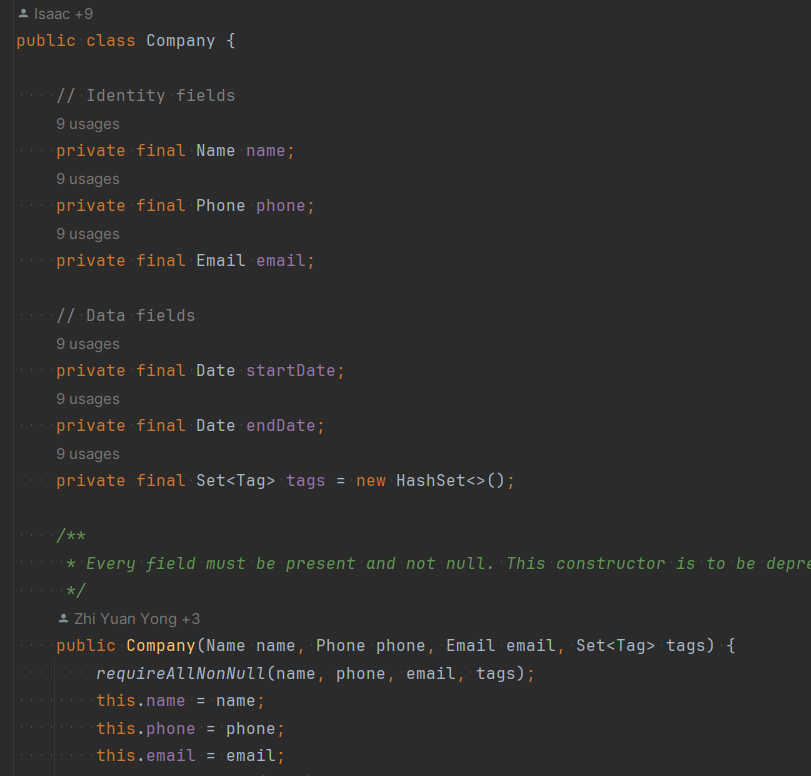 Isaac +9
public class Company {
// Identity fields
9 usages
private final Name name;
9 usages
private final Phone phone;
9 usages
private final Email email;
// Data fields
9 usages
private final Date startDate;
9 usages
private final Date endDate;
9 usages
private final Set<Tag> tags = new HashSet<>();
/**
* Every field must be present and not null. This constructor is to be depre
*/
Zhi Yuan Yong +3
public Company(Name name, Phone phone, Email email, Set<Tag> tags) {
requireAllNonNull(name, phone, email, tags);
this.name = name;
this.phone = phone;
this.email = email;